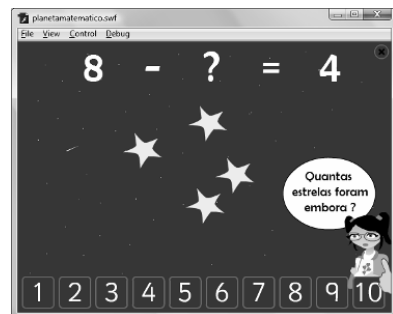 planetamatematico.swf
File View Control Debug
8 - ? = 4
Quantas
estrelas foram
embora ?
1 2 3 4 5 6 7 8 9 10